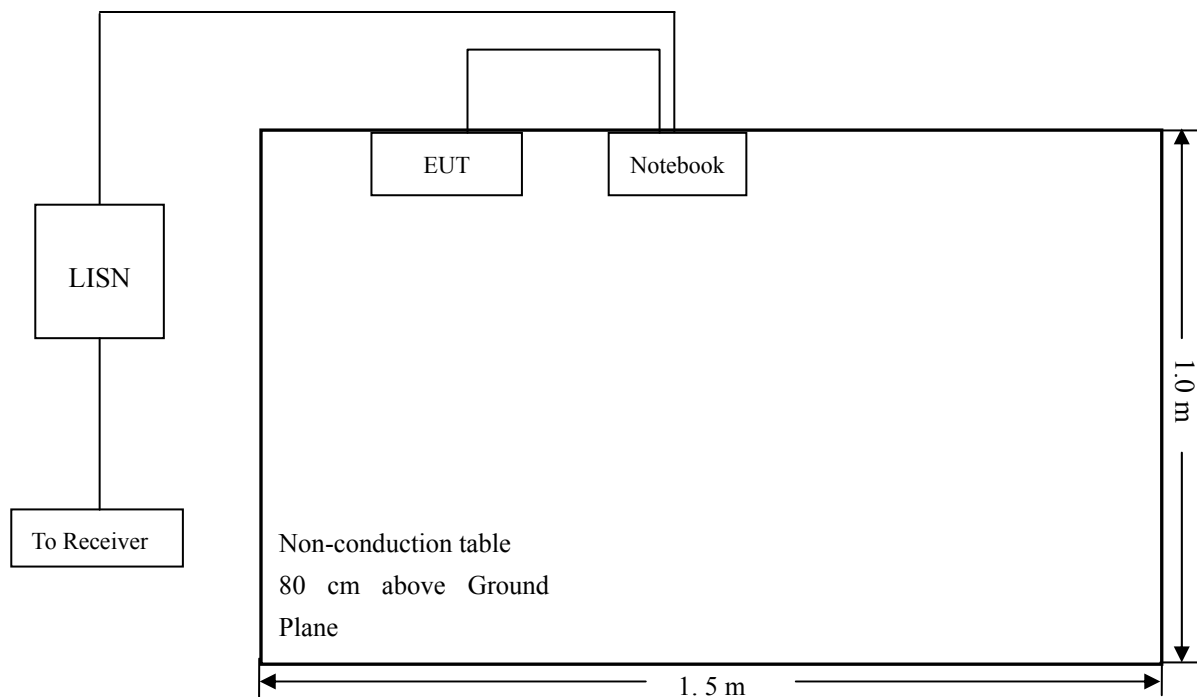 EUT
Notebook
LISN
1.0 m
To Receiver
Non-conduction table
80 cm above Ground
Plane
1. 5 m